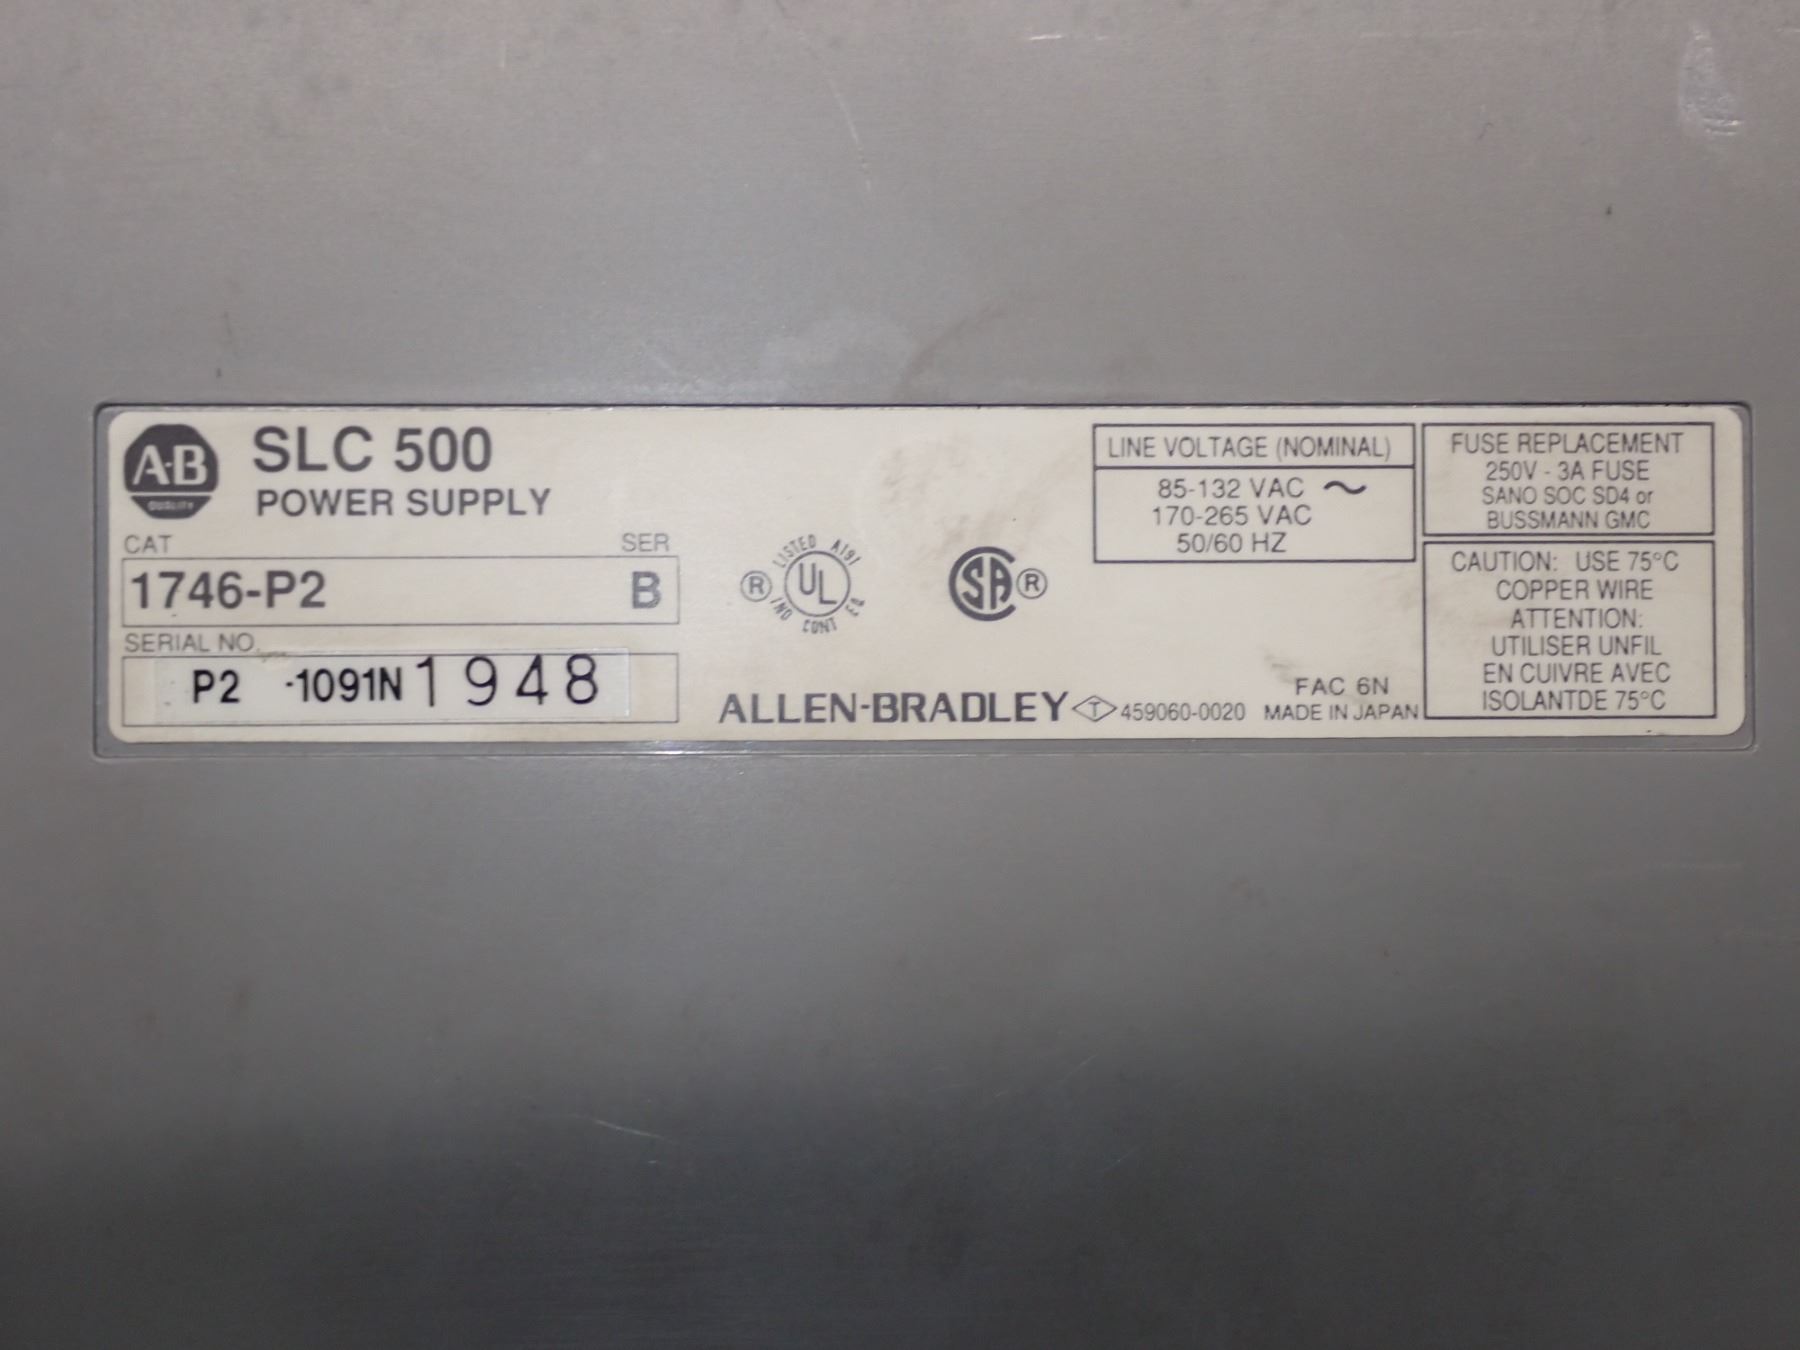 A-B
QUALITY
SLC 500
POWER SUPPLY
CAT SER
1746-P2 B
SERIAL NO.
P2 -1091N 1948
® LISTED A191
UL
IND CONT EQ
SA ®
ALLEN-BRADLEY T 459060-0020
FAC 6N
MADE IN JAPAN
LINE VOLTAGE (NOMINAL)
85-132 VAC ~
170-265 VAC
50/60 HZ
FUSE REPLACEMENT
250V - 3A FUSE
SANO SOC SD4 or
BUSSMANN GMC
CAUTION: USE 75°C
COPPER WIRE
ATTENTION:
UTILISER UNFIL
EN CUIVRE AVEC
ISOLANTDE 75°C